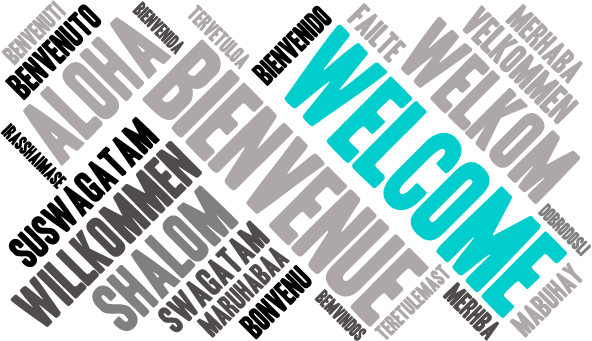 BENVENUTI
BENVENUTO
ALOHA
BIENVENIDA
TERVETULOA
BIENVENIDO
FAILTE
WELKOM
VELKOMMEN
MERHABA
BIENVENUE
WELCOME
IRASSHAIMASE
SUSWAGATAM
WILLKOMMEN
SHALOM
SWAGATAM
MARUHABAA
BONVENU
BEMVINDOS
TERETULEMAST
MERHBA
MABUHAY
DOBRODOSLI